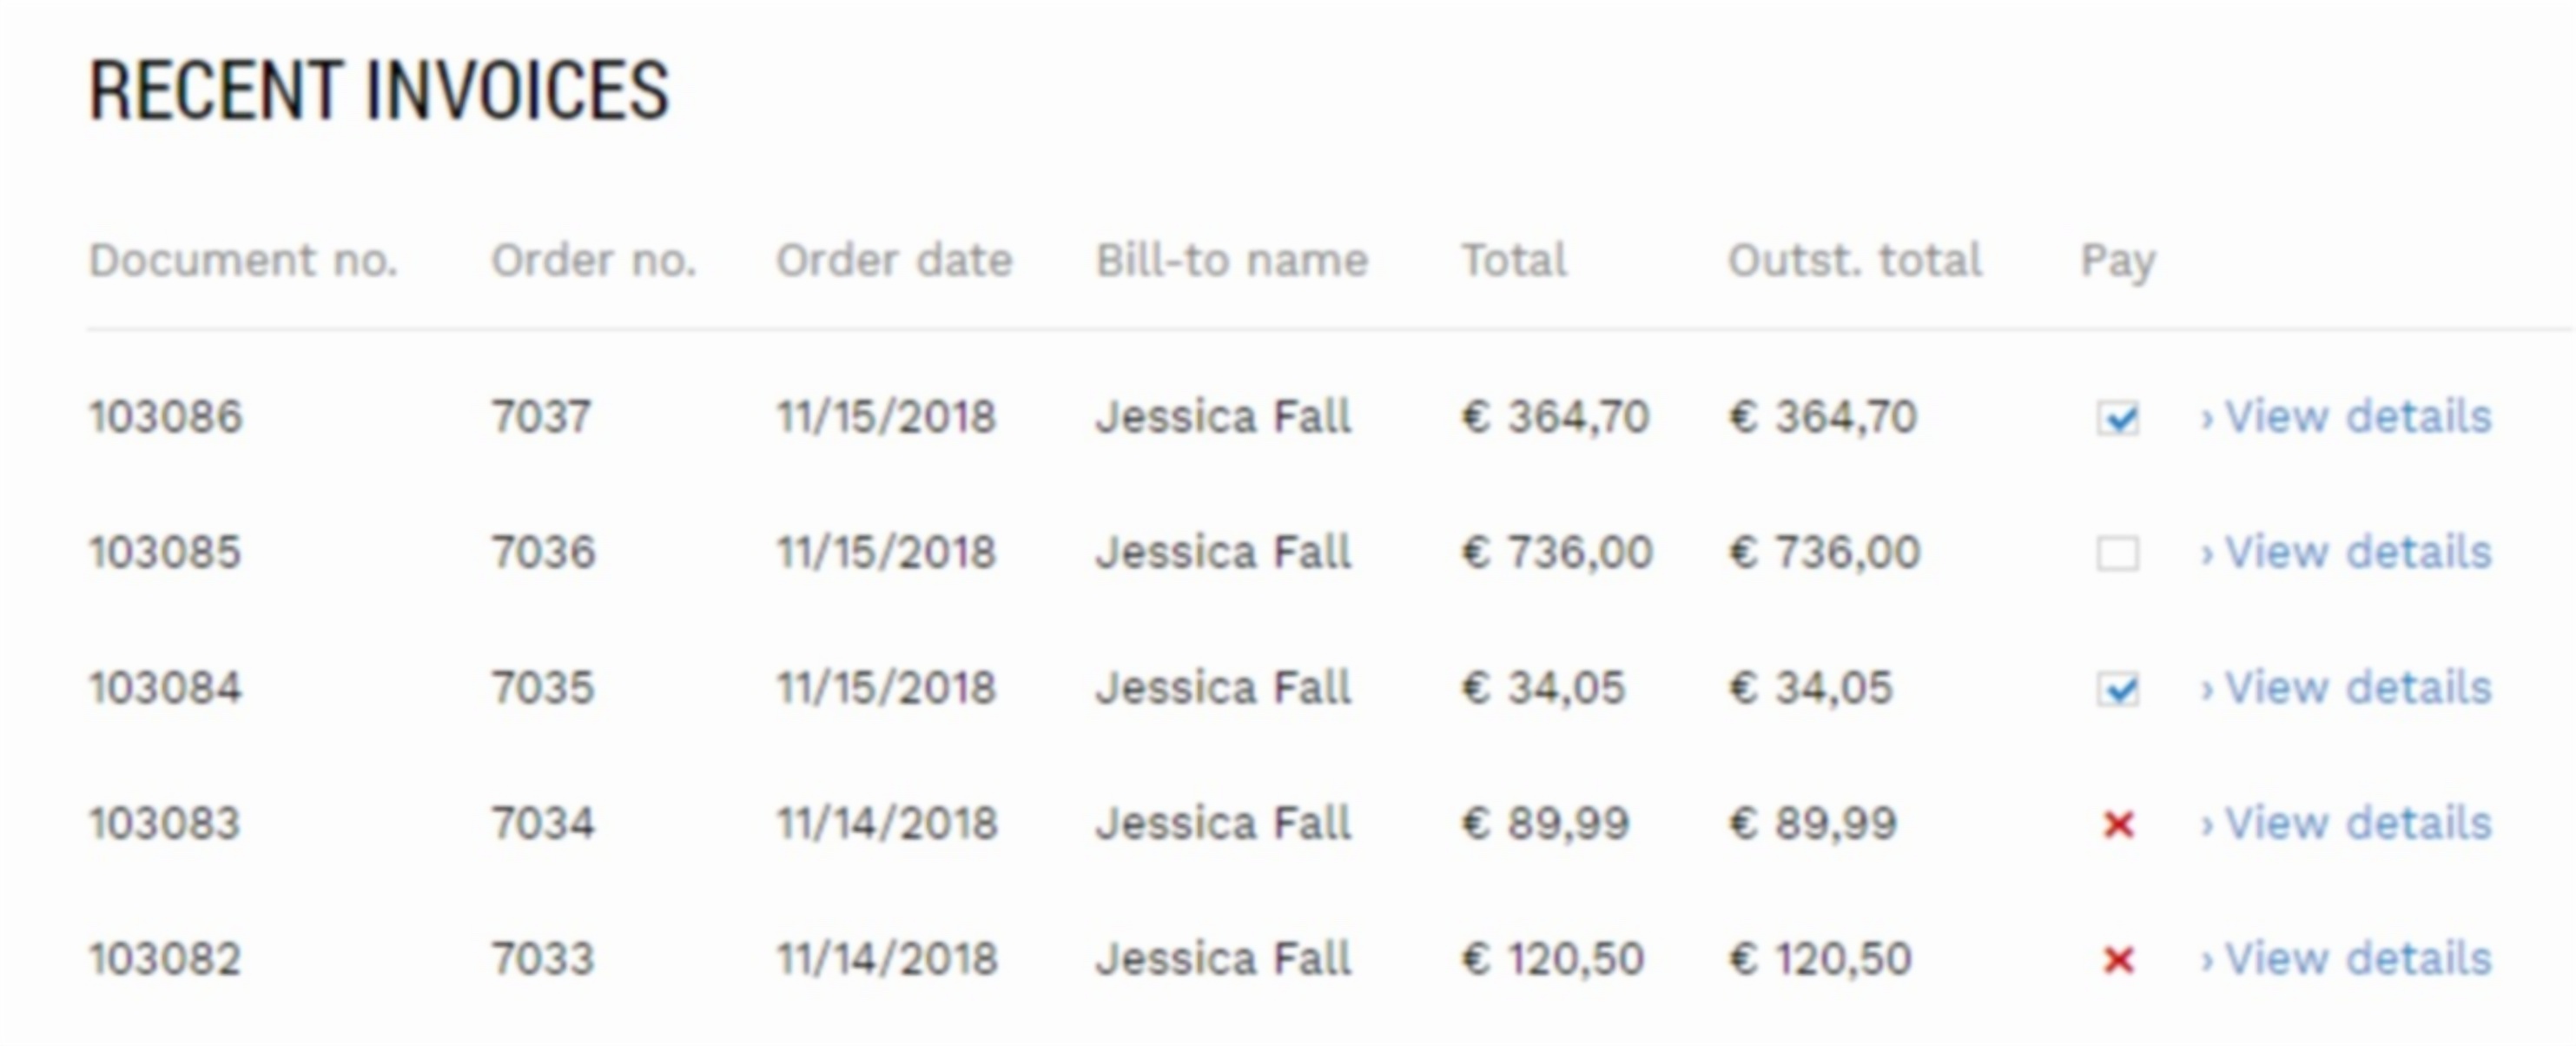 RECENT INVOICES
Document no. Order no. Order date Bill-to name Total Outst. total Pay
103086 7037 11/15/2018 Jessica Fall € 364,70 € 364,70 › View details
103085 7036 11/15/2018 Jessica Fall € 736,00 € 736,00 › View details
103084 7035 11/15/2018 Jessica Fall € 34,05 € 34,05 › View details
103083 7034 11/14/2018 Jessica Fall € 89,99 € 89,99 › View details
103082 7033 11/14/2018 Jessica Fall € 120,50 € 120,50 › View details